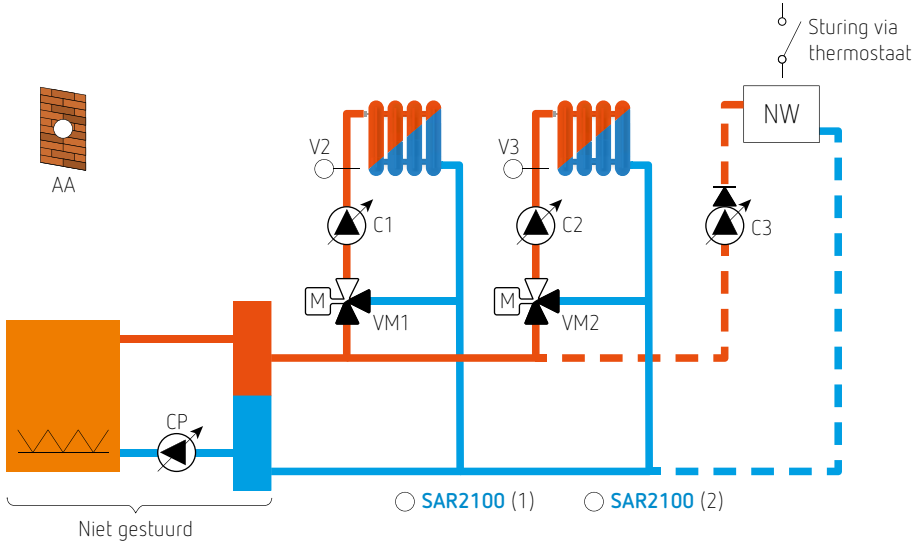 Sturing via
thermostaat
NW
V2
V3
AA
C1
C2
C3
M
M
VM1
VM2
CP
SAR2100 (1)
SAR2100 (2)
Niet gestuurd